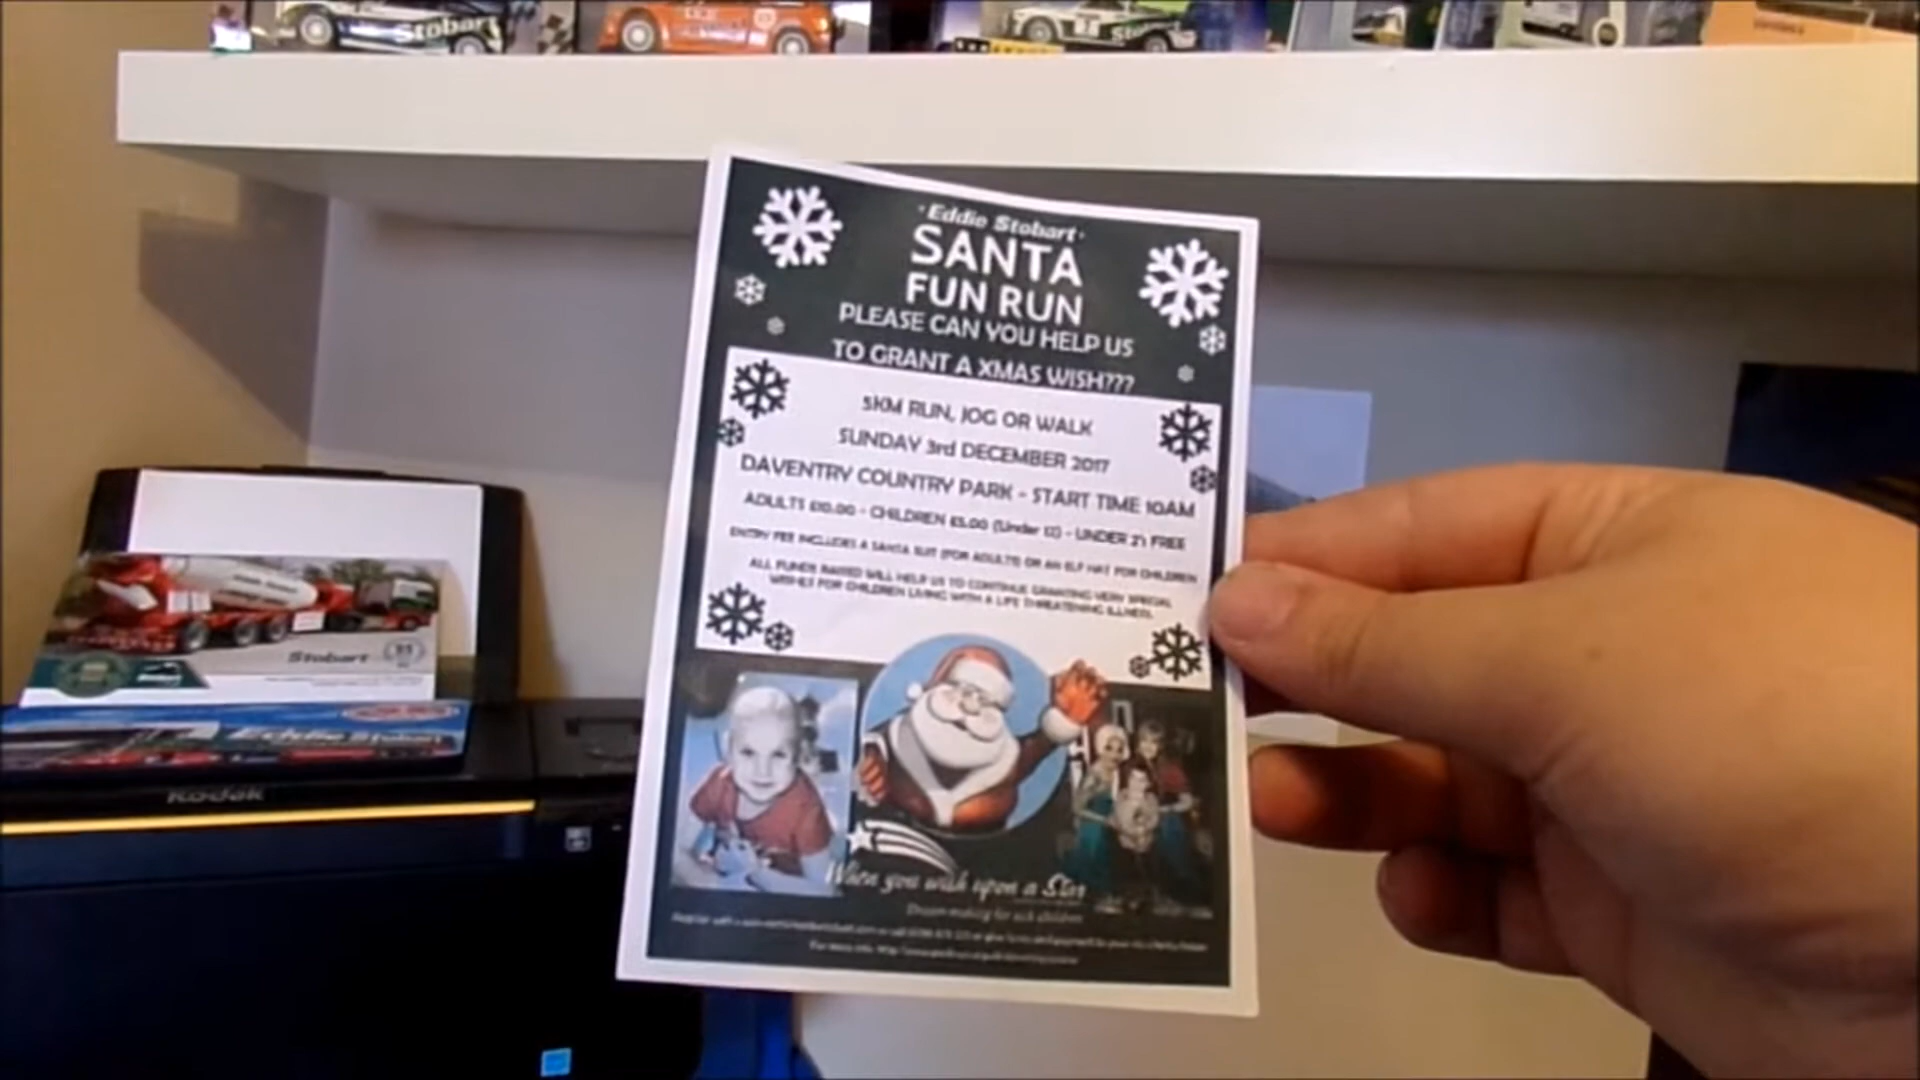 Stobart
Eddie Stobart
SANTA
FUN RUN
PLEASE CAN YOU HELP US
TO GRANT A XMAS WISH???
5KM RUN, JOG OR WALK
SUNDAY 3rd DECEMBER 2017
DAVENTRY COUNTRY PARK - START TIME 10AM
ADULTS £10.00 - CHILDREN £5.00 (Under 12) - UNDER 2's FREE
ENTRY FEE INCLUDES A SANTA SUIT (FOR ADULTS) OR AN ELF HAT FOR CHILDREN
ALL FUNDS RAISED WILL HELP US TO CONTINUE GRANTING VERY SPECIAL
WISHES FOR CHILDREN LIVING WITH A LIFE THREATENING ILLNESS.
When you wish upon a Star
Dream making for sick children
Stobart
Eddie Stobart
Kodak